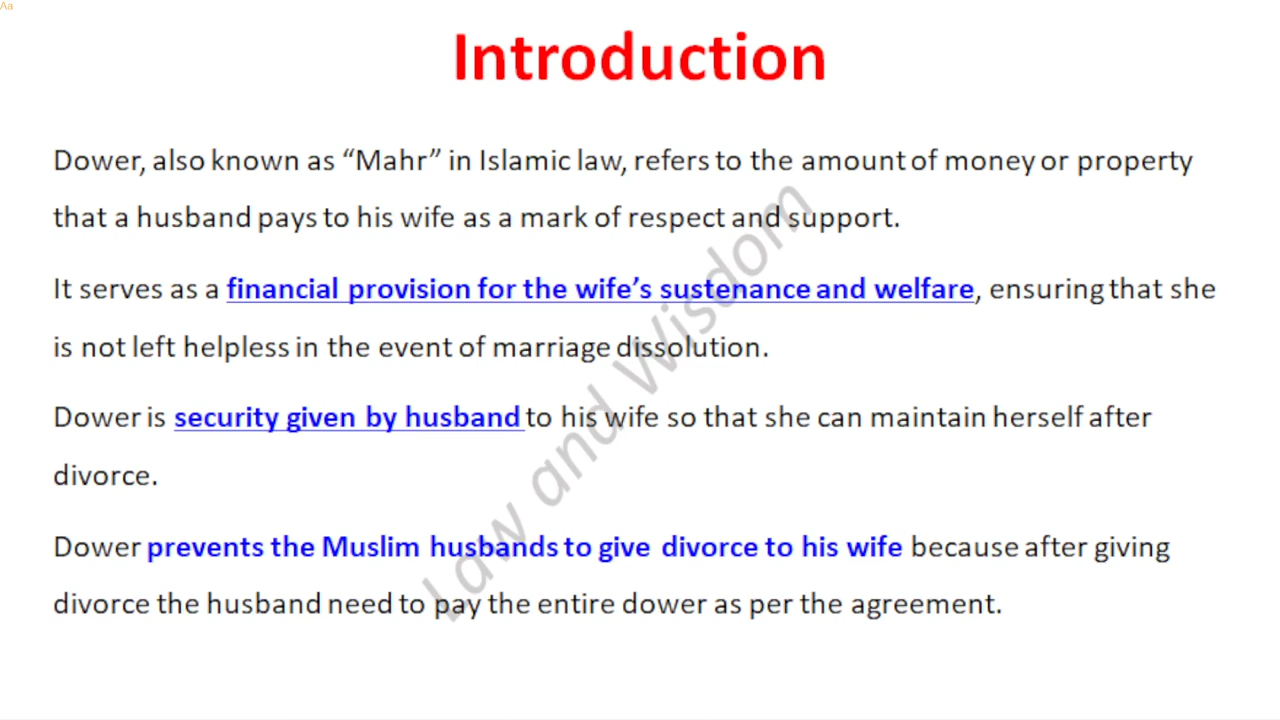 Aa
Introduction
Dower, also known as “Mahr” in Islamic law, refers to the amount of money or property
that a husband pays to his wife as a mark of respect and support.
It serves as a financial provision for the wife’s sustenance and welfare, ensuring that she
is not left helpless in the event of marriage dissolution.
Dower is security given by husband to his wife so that she can maintain herself after
divorce.
Dower prevents the Muslim husbands to give divorce to his wife because after giving
divorce the husband need to pay the entire dower as per the agreement.
Law and Wisdom